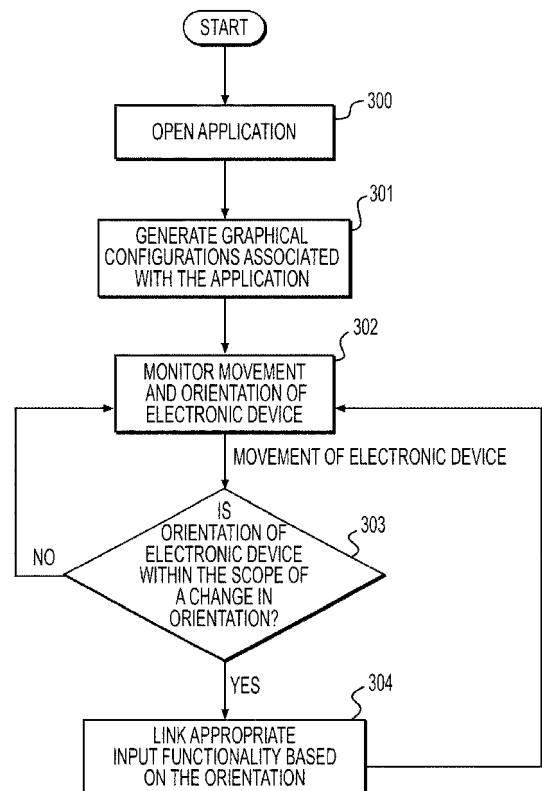 START
300
OPEN APPLICATION
301
GENERATE GRAPHICAL
CONFIGURATIONS ASSOCIATED
WITH THE APPLICATION
302
MONITOR MOVEMENT
AND ORIENTATION OF
ELECTRONIC DEVICE
MOVEMENT OF ELECTRONIC DEVICE
303
IS
ORIENTATION OF
ELECTRONIC DEVICE
WITHIN THE SCOPE OF
A CHANGE IN
ORIENTATION?
NO
YES
304
LINK APPROPRIATE
INPUT FUNCTIONALITY BASED
ON THE ORIENTATION